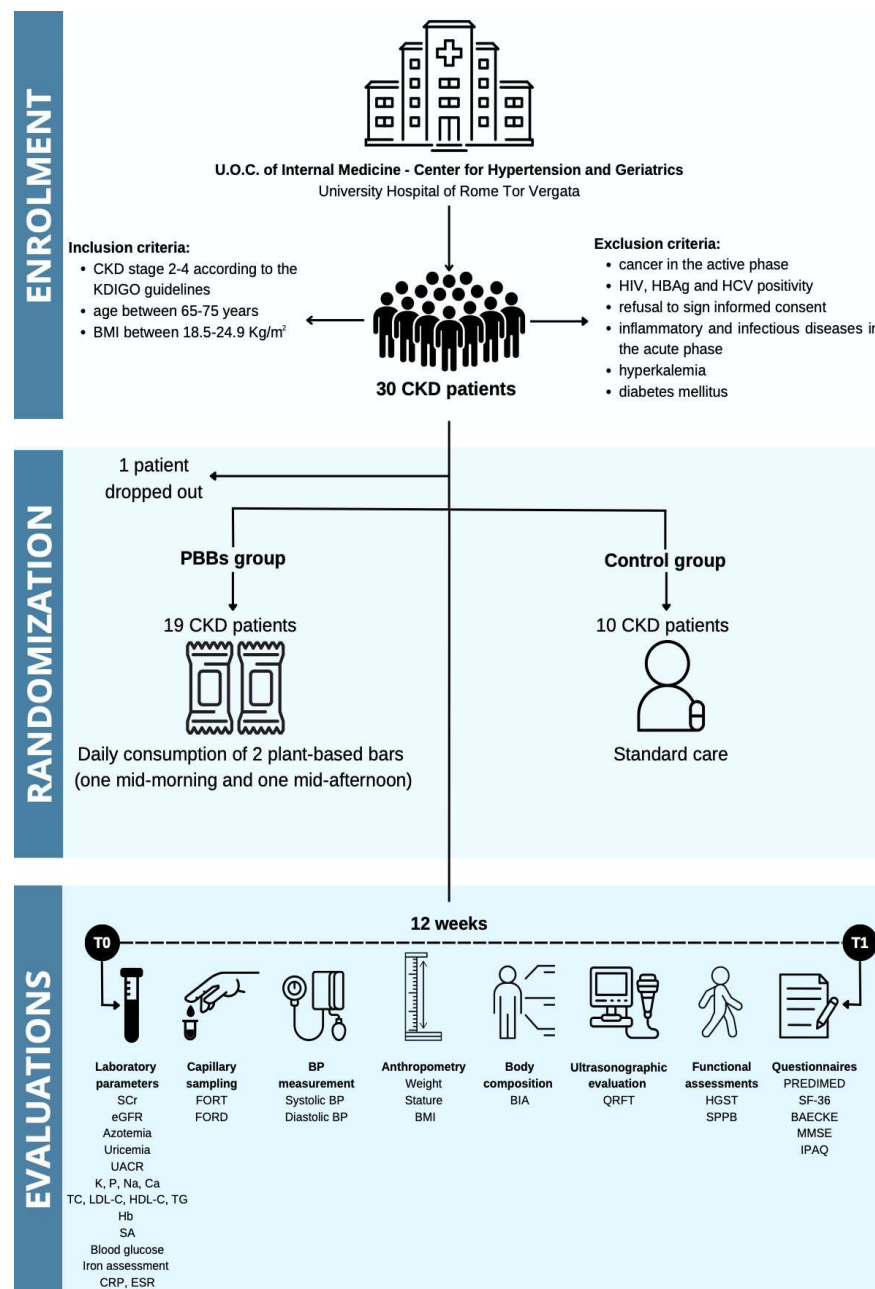 ENROLMENT
U.O.C. of Internal Medicine - Center for Hypertension and Geriatrics
University Hospital of Rome Tor Vergata
Inclusion criteria:
• CKD stage 2-4 according to the
KDIGO guidelines
• age between 65-75 years
• BMI between 18.5-24.9 Kg/m²
30 CKD patients
Exclusion criteria:
• cancer in the active phase
• HIV, HBAg and HCV positivity
• refusal to sign informed consent
• inflammatory and infectious diseases in
the acute phase
• hyperkalemia
• diabetes mellitus
RANDOMIZATION
1 patient
dropped out
PBBs group
19 CKD patients
Daily consumption of 2 plant-based bars
(one mid-morning and one mid-afternoon)
Control group
10 CKD patients
Standard care
EVALUATIONS
12 weeks
T0
T1
Laboratory
parameters
SCr
eGFR
Azotemia
Uricemia
UACR
K, P, Na, Ca
TC, LDL-C, HDL-C, TG
Hb
SA
Blood glucose
Iron assessment
CRP, ESR
Capillary
sampling
FORT
FORD
BP
measurement
Systolic BP
Diastolic BP
Anthropometry
Weight
Stature
BMI
Body
composition
BIA
Ultrasonographic
evaluation
QRFT
Functional
assessments
HGST
SPPB
Questionnaires
PREDIMED
SF-36
BAECKE
MMSE
IPAQ